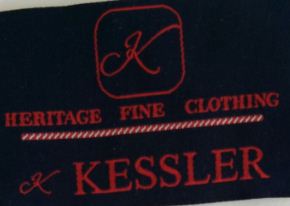 K
HERITAGE FINE CLOTHING
K KESSLER